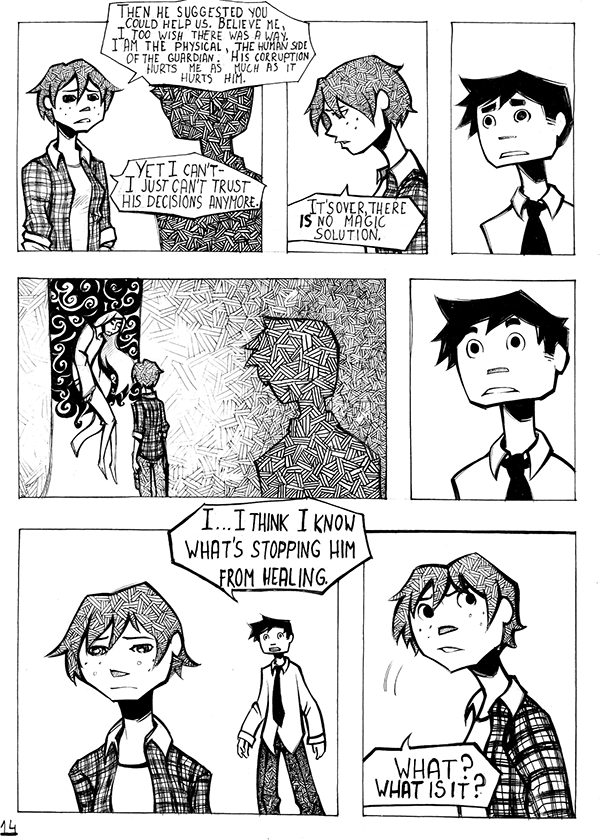 THEN HE SUGGESTED YOU
COULD HELP US. BELIEVE ME,
I TOO WISH THERE WAS A WAY.
I AM THE PHYSICAL, THE HUMAN SIDE
OF THE GUARDIAN. HIS CORRUPTION
HURTS ME AS MUCH AS IT
HURTS HIM.
YET I CAN'T-
I JUST CAN'T TRUST
HIS DECISIONS ANYMORE.
IT'S OVER, THERE
IS NO MAGIC
SOLUTION.
I... I THINK I KNOW
WHAT'S STOPPING HIM
FROM HEALING.
WHAT?
WHAT IS IT?
14